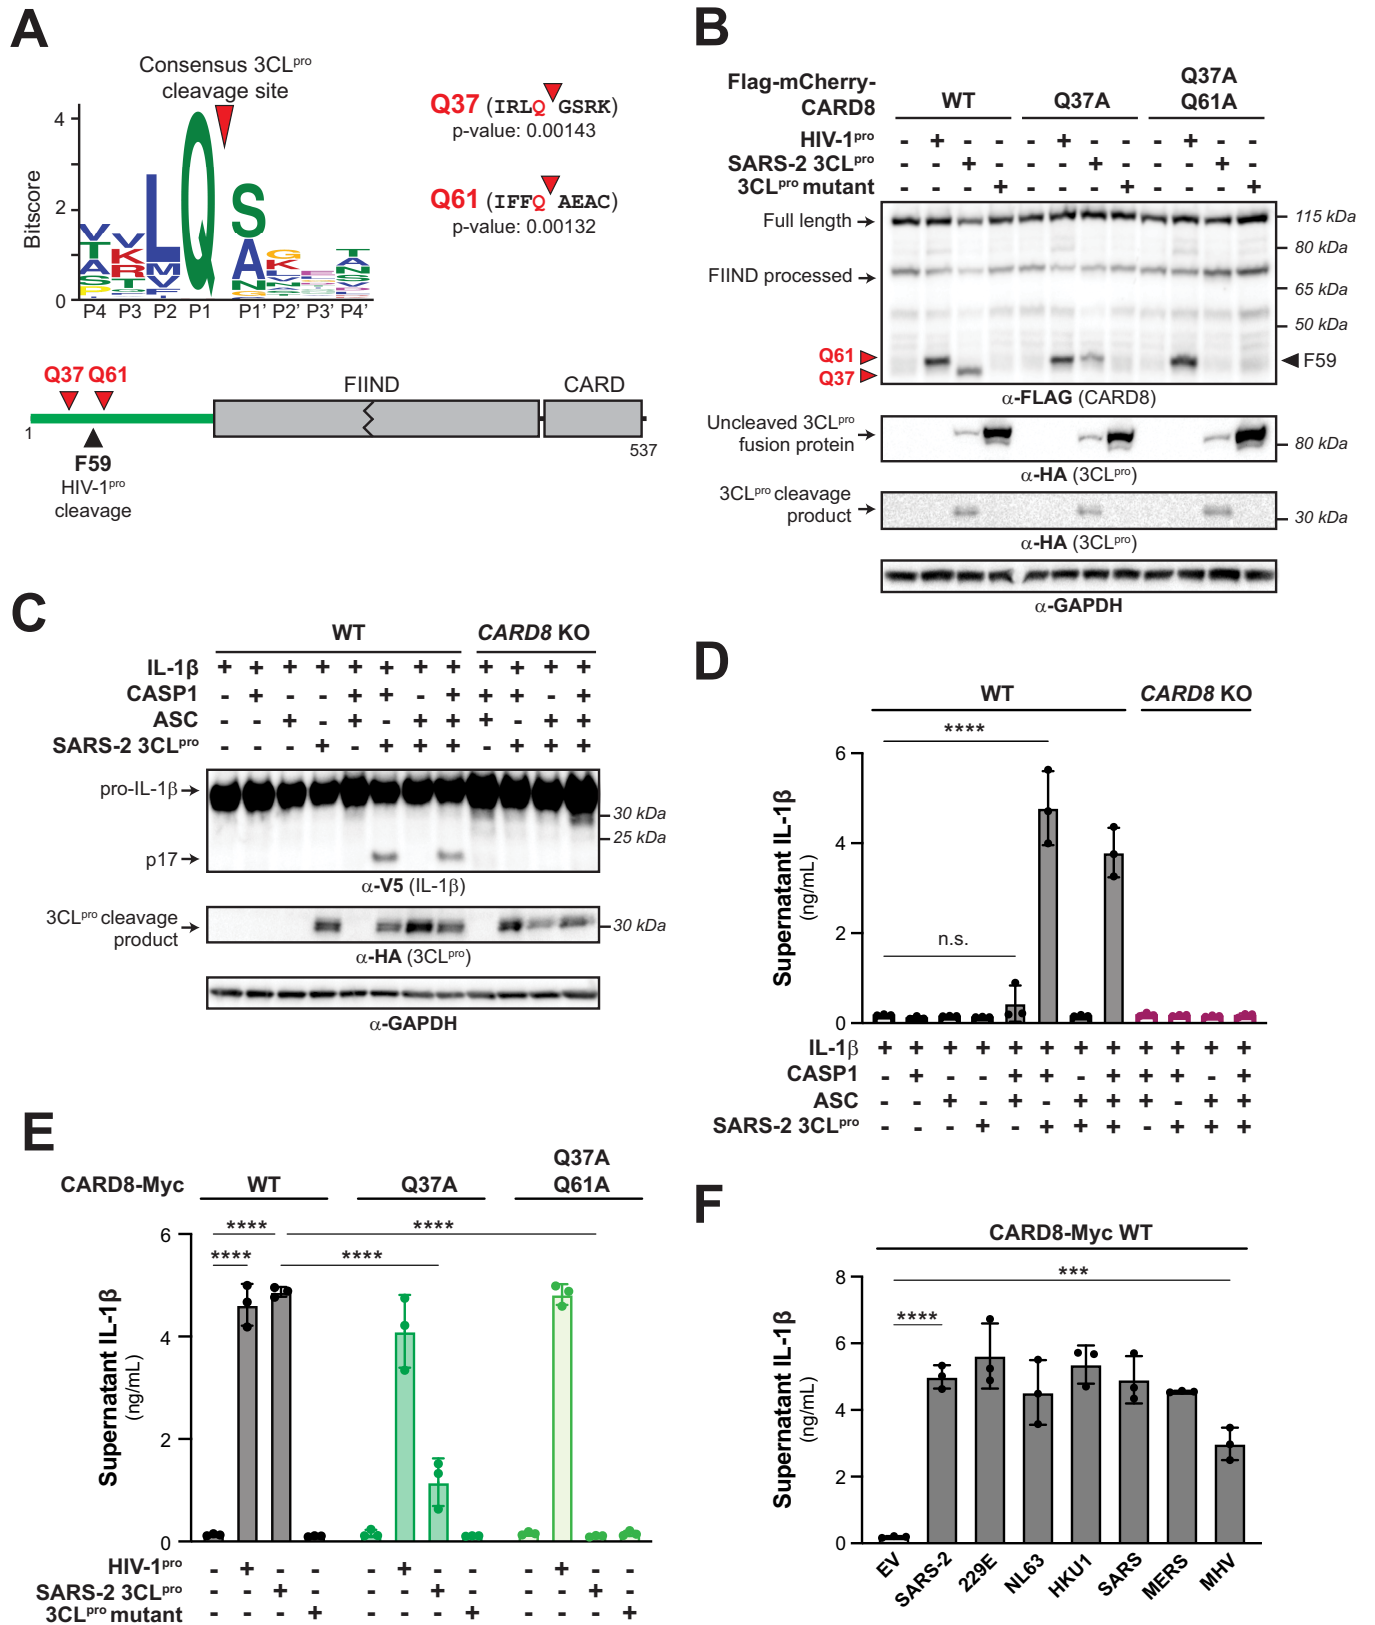 A
Consensus 3CLpro
cleavage site
Bitscore
4
2
0
P4 P3 P2 P1 P1' P2' P3' P4'
Q37 (IRLQ GSRK)
p-value: 0.00143
Q61 (IFFQ AEAC)
p-value: 0.00132
Q37 Q61
FIIND
CARD
1
537
F59
HIV-1pro
cleavage
B
Flag-mCherry-
CARD8
WT
Q37A
Q37A
Q61A
HIV-1pro - + - - - + - - - + - -
SARS-2 3CLpro - - + - - - + - - - + -
3CLpro mutant - - - + - - - + - - - +
Full length
FIIND processed
Q61
Q37
115 kDa
80 kDa
65 kDa
50 kDa
F59
α-FLAG (CARD8)
Uncleaved 3CLpro
fusion protein
80 kDa
α-HA (3CLpro)
3CLpro cleavage
product
30 kDa
α-HA (3CLpro)
α-GAPDH
C
WT
CARD8 KO
IL-1β + + + + + + + + + + + +
CASP1 - + - - + + - + + + - +
ASC - - + - + - + + + - + +
SARS-2 3CLpro - - - + - + + + - + + +
pro-IL-1β
30 kDa
25 kDa
p17
α-V5 (IL-1β)
3CLpro cleavage
product
30 kDa
α-HA (3CLpro)
α-GAPDH
D
WT
CARD8 KO
****
n.s.
Supernatant IL-1β
(ng/mL)
6
4
2
0
IL-1β + + + + + + + + + + + +
CASP1 - + - - + + - + + + - +
ASC - - + - + - + + + - + +
SARS-2 3CLpro - - - + - + + + - + + +
E
CARD8-Myc
WT
Q37A
Q37A
Q61A
**** ****
**** ****
Supernatant IL-1β
(ng/mL)
6
4
2
0
HIV-1pro - + - - - + - - - + - -
SARS-2 3CLpro - - + - - - + - - - + -
3CLpro mutant - - - + - - - + - - - +
F
CARD8-Myc WT
***
****
Supernatant IL-1β
(ng/mL)
8
6
4
2
0
EV
SARS-2
229E
NL63
HKU1
SARS
MERS
MHV